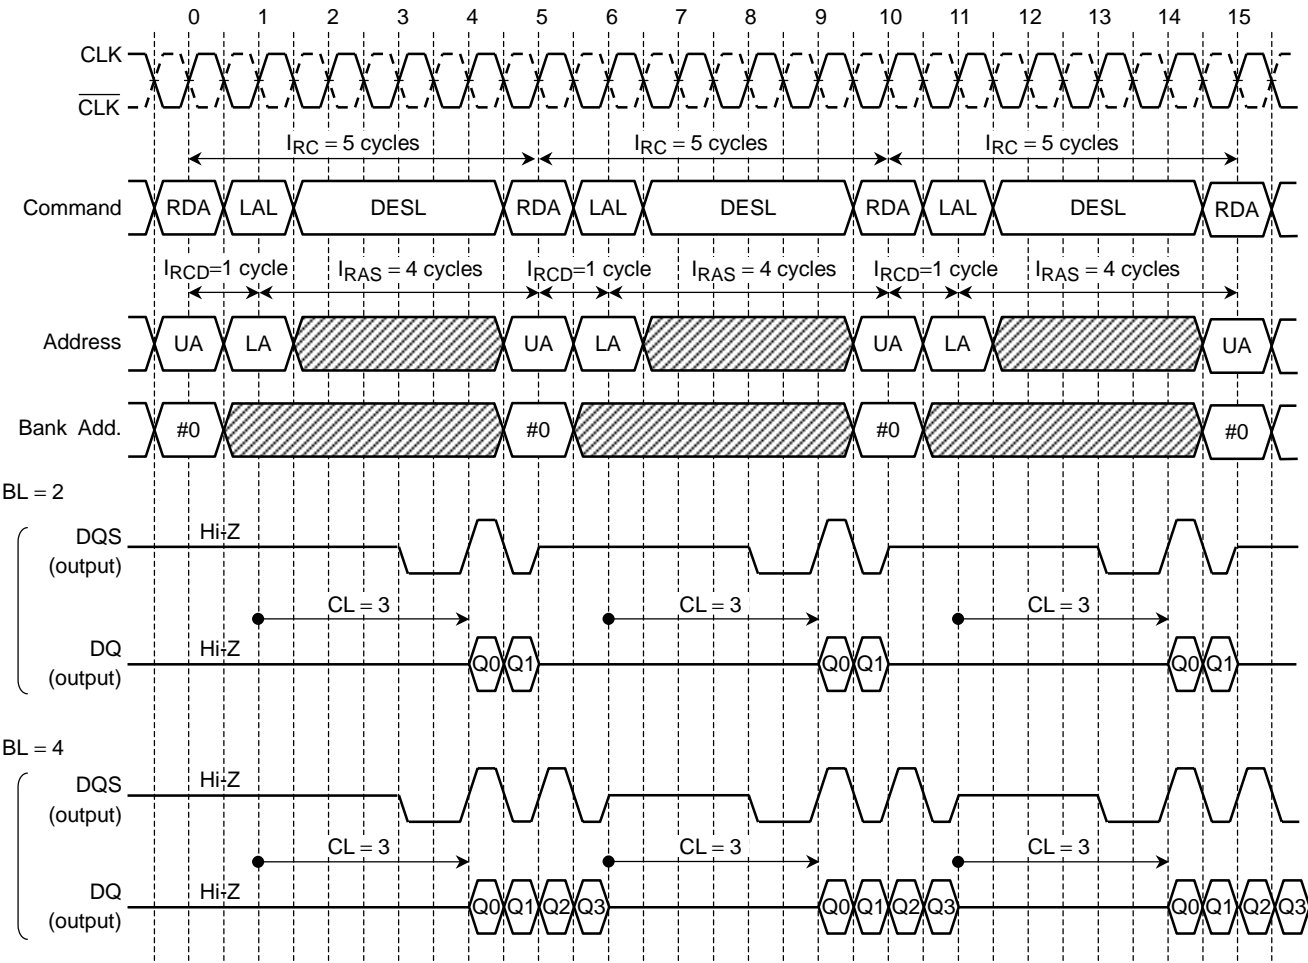 0 1 2 3 4 5 6 7 8 9 10 11 12 13 14 15
CLK
CLK
IRC = 5 cycles IRC = 5 cycles IRC = 5 cycles
Command RDA LAL DESL RDA LAL DESL RDA LAL DESL RDA
IRCD=1 cycle IRAS = 4 cycles IRCD=1 cycle IRAS = 4 cycles IRCD=1 cycle IRAS = 4 cycles
Address UA LA UA LA UA LA UA
Bank Add. #0 #0 #0 #0
BL = 2
DQS Hi-Z
(output)
CL = 3 CL = 3 CL = 3
DQ Hi-Z Q0 Q1 Q0 Q1 Q0 Q1
(output)
BL = 4
DQS Hi-Z
(output)
CL = 3 CL = 3 CL = 3
DQ Hi-Z Q0 Q1 Q2 Q3 Q0 Q1 Q2 Q3 Q0 Q1 Q2 Q3
(output)